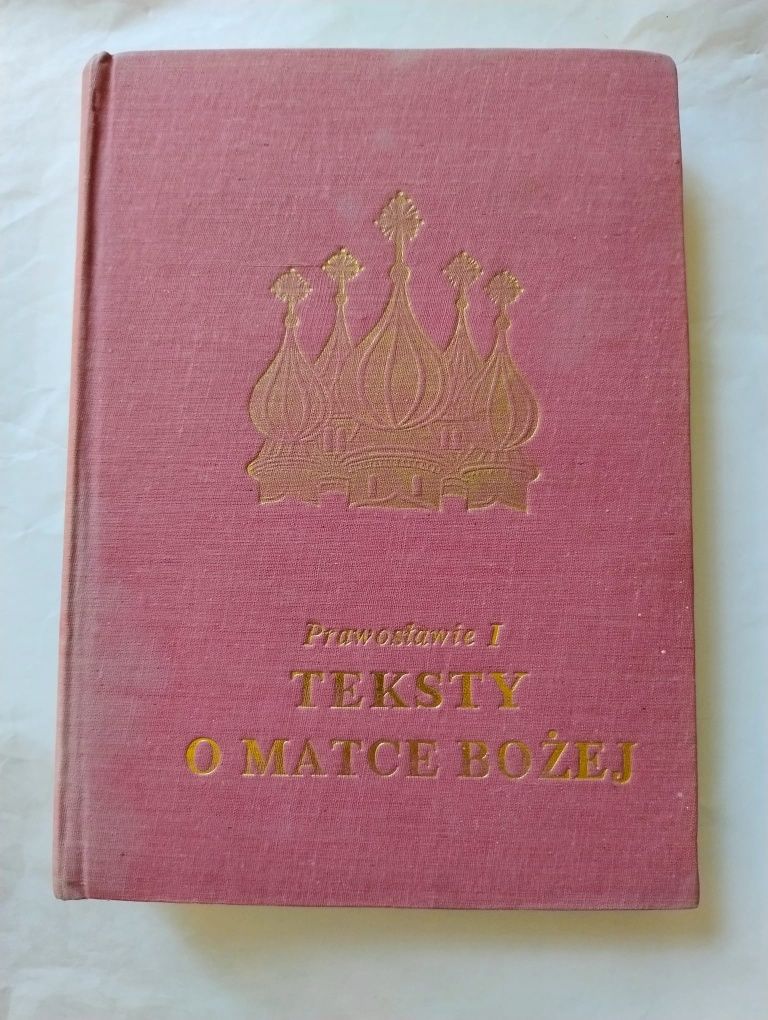 Prawosławie I
TEKSTY
O MATCE BOŻEJ